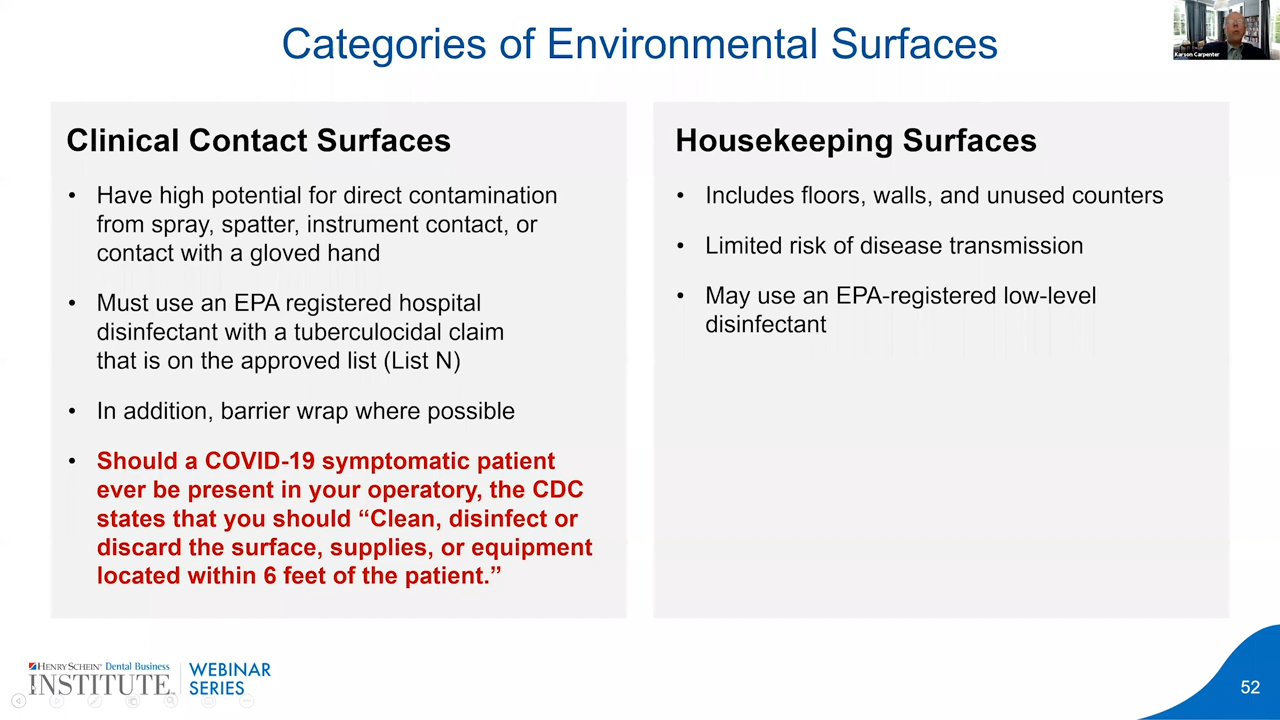 Categories of Environmental Surfaces
Karson Carpenter
Clinical Contact Surfaces
• Have high potential for direct contamination
from spray, spatter, instrument contact, or
contact with a gloved hand
• Must use an EPA registered hospital
disinfectant with a tuberculocidal claim
that is on the approved list (List N)
• In addition, barrier wrap where possible
• Should a COVID-19 symptomatic patient
ever be present in your operatory, the CDC
states that you should “Clean, disinfect or
discard the surface, supplies, or equipment
located within 6 feet of the patient.”
Housekeeping Surfaces
• Includes floors, walls, and unused counters
• Limited risk of disease transmission
• May use an EPA-registered low-level
disinfectant
HENRY SCHEIN® Dental Business
INSTITUTE™
WEBINAR
SERIES
52